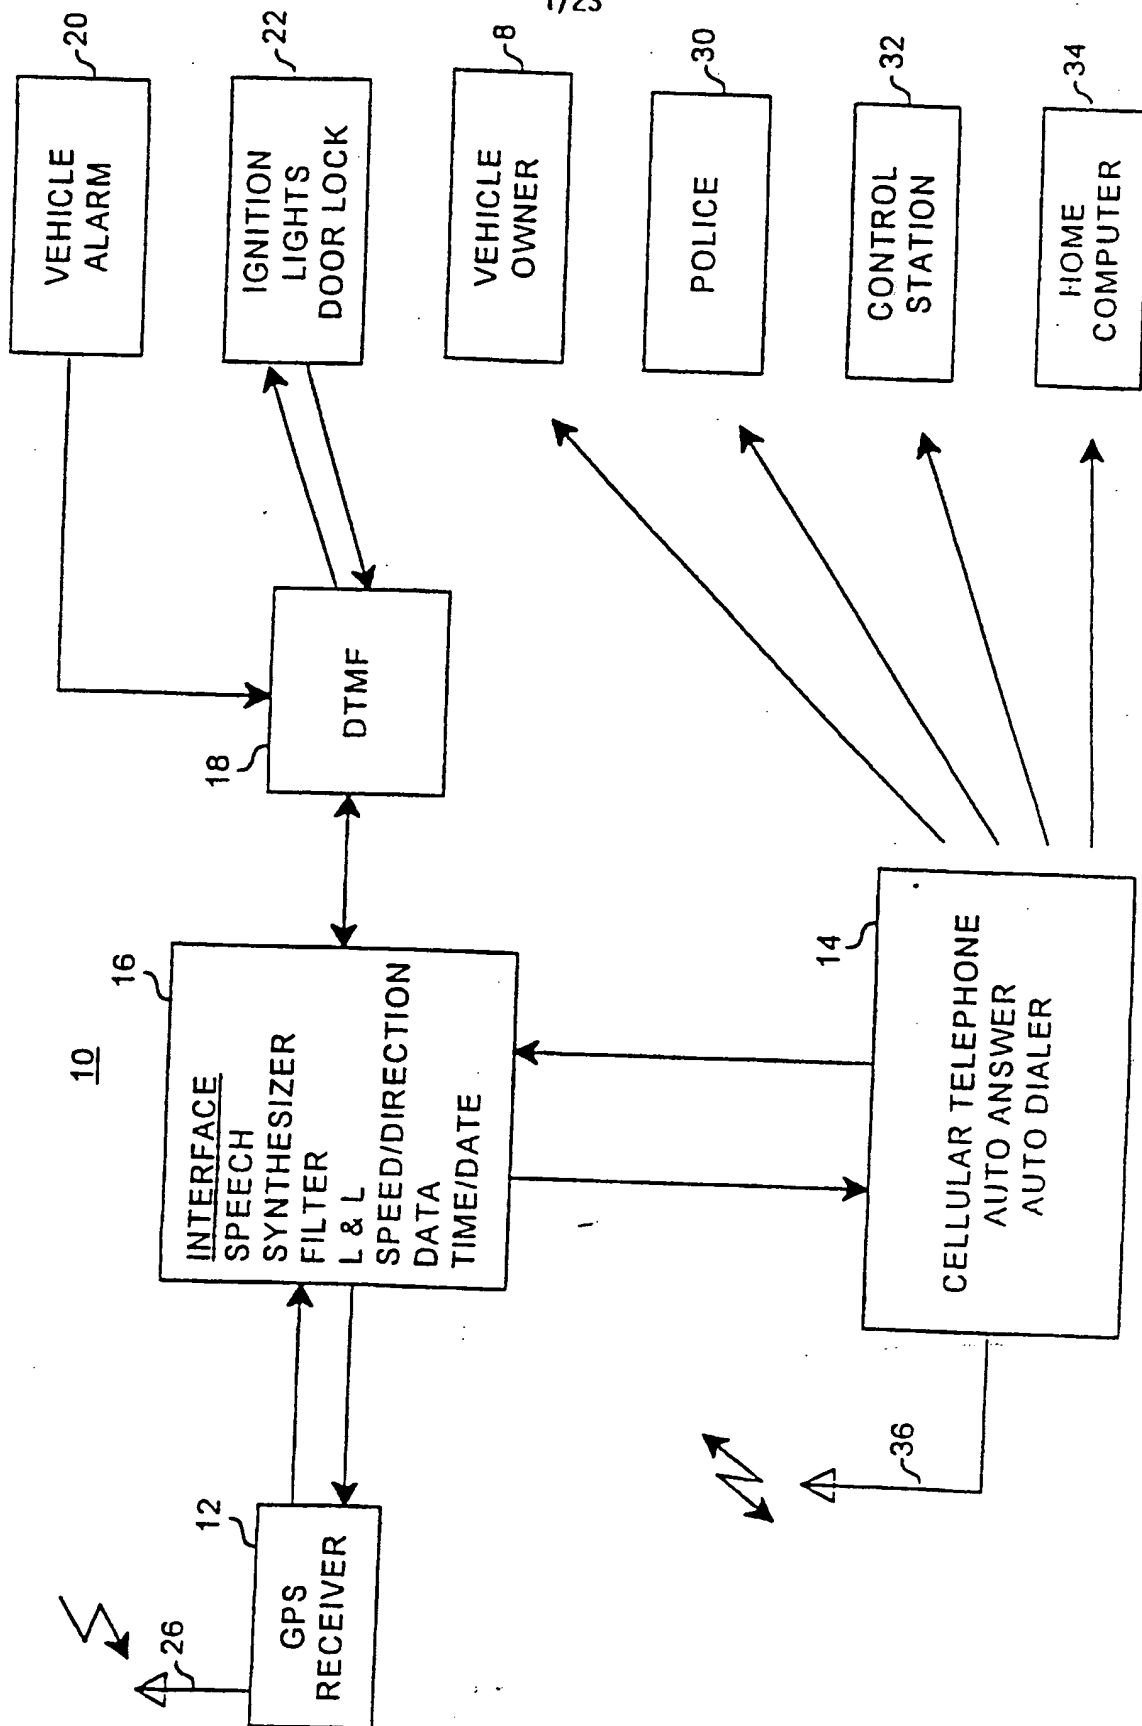 1/23
10
26
12
GPS
RECEIVER
16
INTERFACE
SPEECH
SYNTHESIZER
FILTER
L & L
SPEED/DIRECTION
DATA
TIME/DATE
18
DTMF
20
VEHICLE
ALARM
22
IGNITION
LIGHTS
DOOR LOCK
36
14
CELLULAR TELEPHONE
AUTO ANSWER
AUTO DIALER
8
VEHICLE
OWNER
30
POLICE
32
CONTROL
STATION
34
HOME
COMPUTER